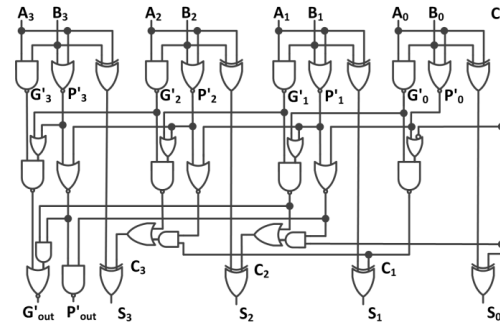 A₃ B₃ A₂ B₂ A₁ B₁ A₀ B₀ C
G'₃ P'₃ G'₂ P'₂ G'₁ P'₁ G'₀ P'₀
C₃ C₂ C₁
G'out P'out S₃ S₂ S₁ S₀